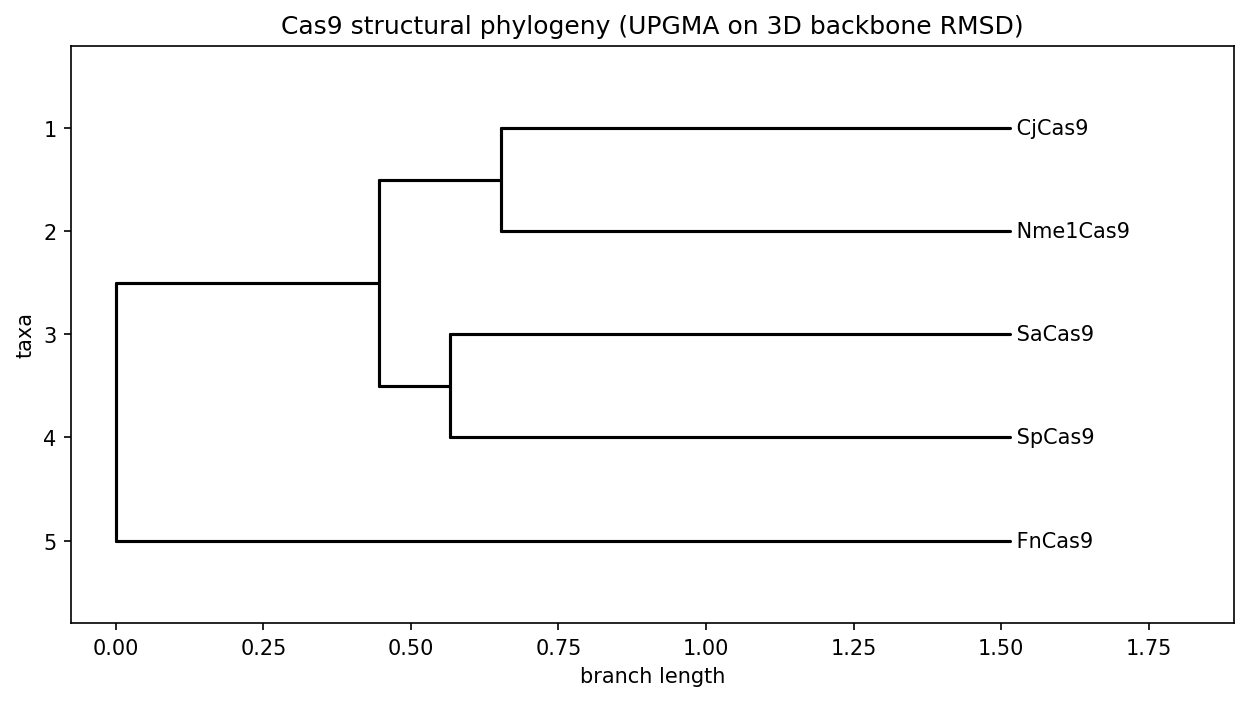 Cas9 structural phylogeny (UPGMA on 3D backbone RMSD)
taxa
1
CjCas9
2
Nme1Cas9
3
SaCas9
4
SpCas9
5
FnCas9
0.00 0.25 0.50 0.75 1.00 1.25 1.50 1.75
branch length